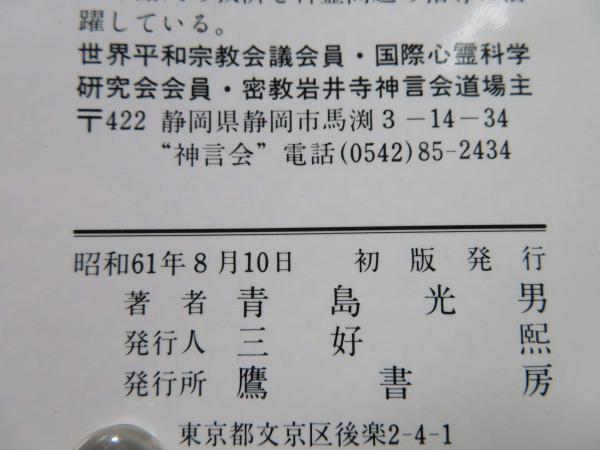 躍している。
世界平和宗教会議会員・国際心霊科学
研究会会員・密教岩井寺神言会道場主
〒422 静岡県静岡市馬渕3-14-34
“神言会”電話(0542)85-2434
昭和61年8月10日 初版発行
著者 青島光男
発行人 三好煕
発行所 鷹書房
東京都文京区後楽2-4-1